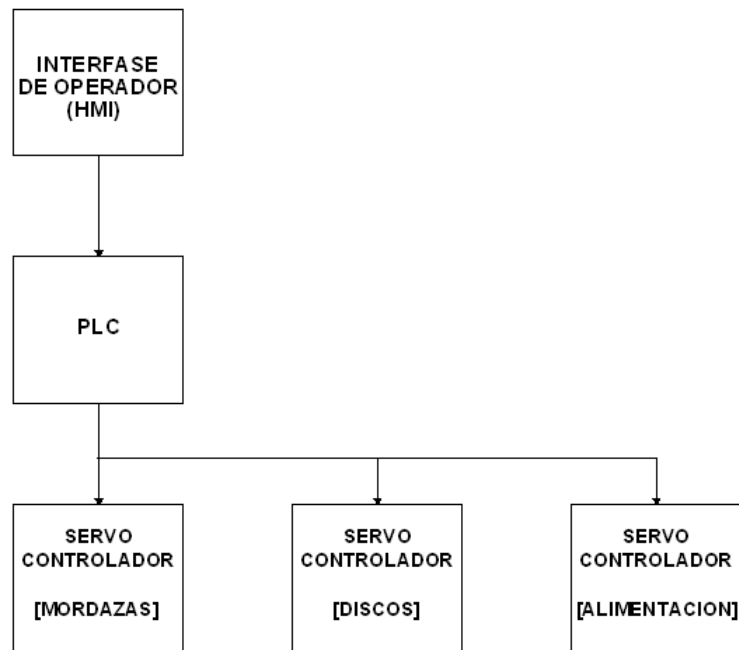 INTERFASE
DE OPERADOR
(HMI)
PLC
SERVO
CONTROLADOR
[MORDAZAS]
SERVO
CONTROLADOR
[DISCOS]
SERVO
CONTROLADOR
[ALIMENTACION]